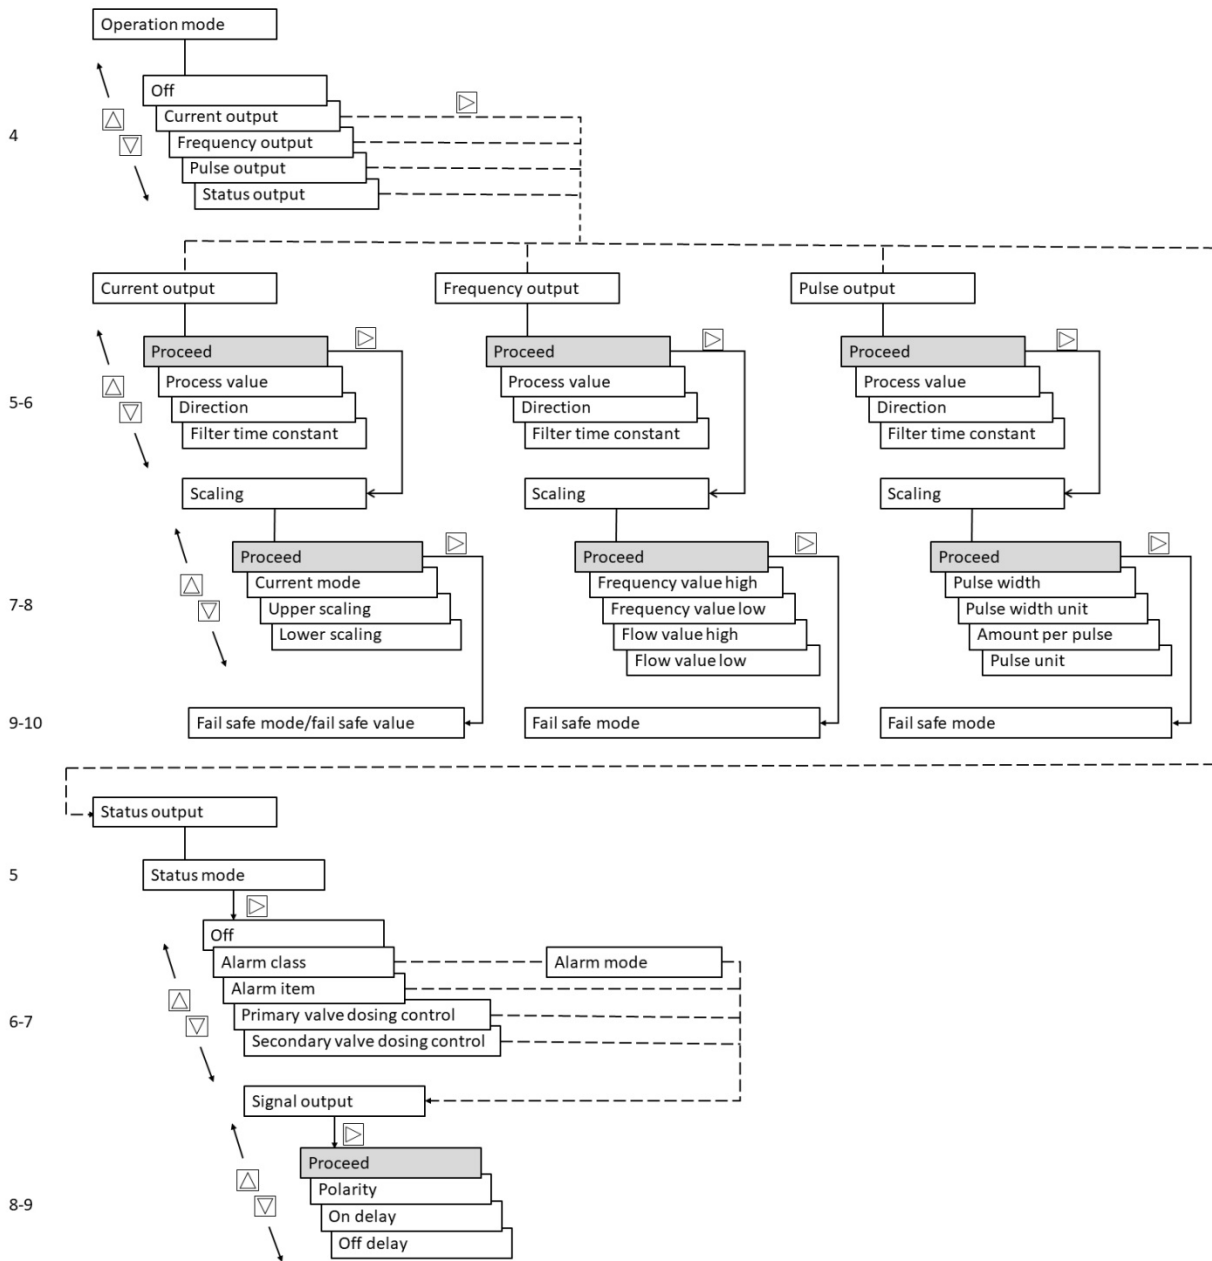 Operation mode
Off
Current output
4
Frequency output
Pulse output
Status output
Current output
Frequency output
Pulse output
Proceed
Proceed
Proceed
Process value
Process value
Process value
5-6
Direction
Direction
Direction
Filter time constant
Filter time constant
Filter time constant
Scaling
Scaling
Scaling
Proceed
Proceed
Proceed
Current mode
Frequency value high
Pulse width
7-8
Upper scaling
Frequency value low
Pulse width unit
Lower scaling
Flow value high
Amount per pulse
Flow value low
Pulse unit
9-10
Fail safe mode/fail safe value
Fail safe mode
Fail safe mode
Status output
5
Status mode
Off
Alarm class
Alarm mode
Alarm item
6-7
Primary valve dosing control
Secondary valve dosing control
Signal output
Proceed
Polarity
8-9
On delay
Off delay